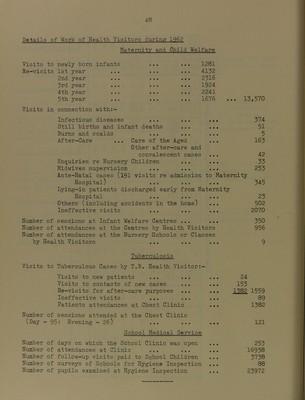 48
Details of Work of Health Visitors during 1962
Maternity and Child Welfare
Visits to newly born infants ... ... 1281
Re-visits 1st year ... ... ... 4132
2nd year ... ... ... 2316
3rd year ... ... ... 1924
4th year ... ... ... 2241
5th year ... ... ... 1676 ... 13,570
Visits in connection with:-
Infectious diseases ... ... ... 374
Still births and infant deaths ... ... 51
Burns and scalds ... ... ... 5
After-Care ... Care of the Aged ... 163
Other after-care and
convalescent cases ... 42
Enquiries re Nursery Children ... ... 33
Midwives supervision ... ... ... 253
Ante-Natal cases (191 visits re admission to Maternity
Hospital) ... ... ... 345
Lying-in patients discharged early from Maternity
Hospital ... ... ... 23
Others (including accidents in the home) ... 502
Ineffective visits ... ... ... 2070
Number of sessions at Infant Welfare Centres ... ... 350
Number of attendances at the Centres by Health Visitors 956
Number of attendances at the Nursery Schools or Classes
by Health Visitors ... ... ... 9
Tuberculosis
Visits to Tuberculous Cases by T.B. Health Visitor:-
Visits to new patients ... ... 24
Visits to contacts of new cases ... ... 153
Re-visits for after-care purposes ... ... 1382 1559
Ineffective visits ... ... ... 89
Patients attendances at Chest Clinic ... 1382
Number of sessions attended at the Chest Clinic
(Day - 95: Evening - 26) ... ... ... 121
School Medical Service
Number of days on which the School Clinic was open ... 253
Number of attendances at Clinic ... ... 16938
Number of follow-up visits paid to School Children ... 3738
Number of surveys of Schools for Hygiene Inspection ... 88
Number of pupils examined at Hygiene Inspection ... 23972